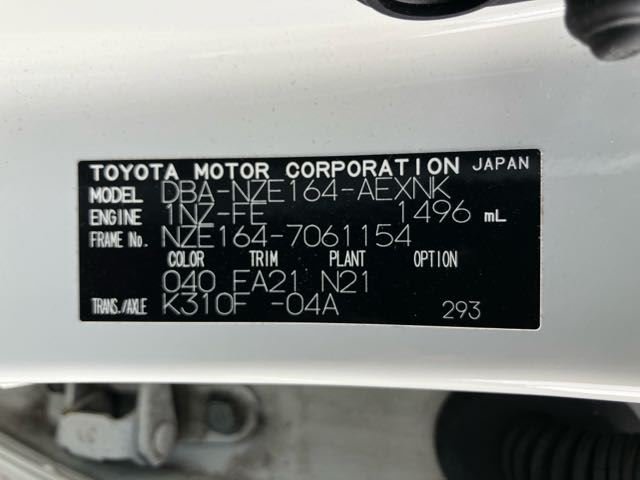 TOYOTA MOTOR CORPORATION JAPAN
MODEL DBA-NZE164-AEXNK
ENGINE 1NZ-FE 1496 mL
FRAME No. NZE164-7061154
COLOR TRIM PLANT OPTION
040 FA21 N21
TRANS./AXLE K310F -04A 293